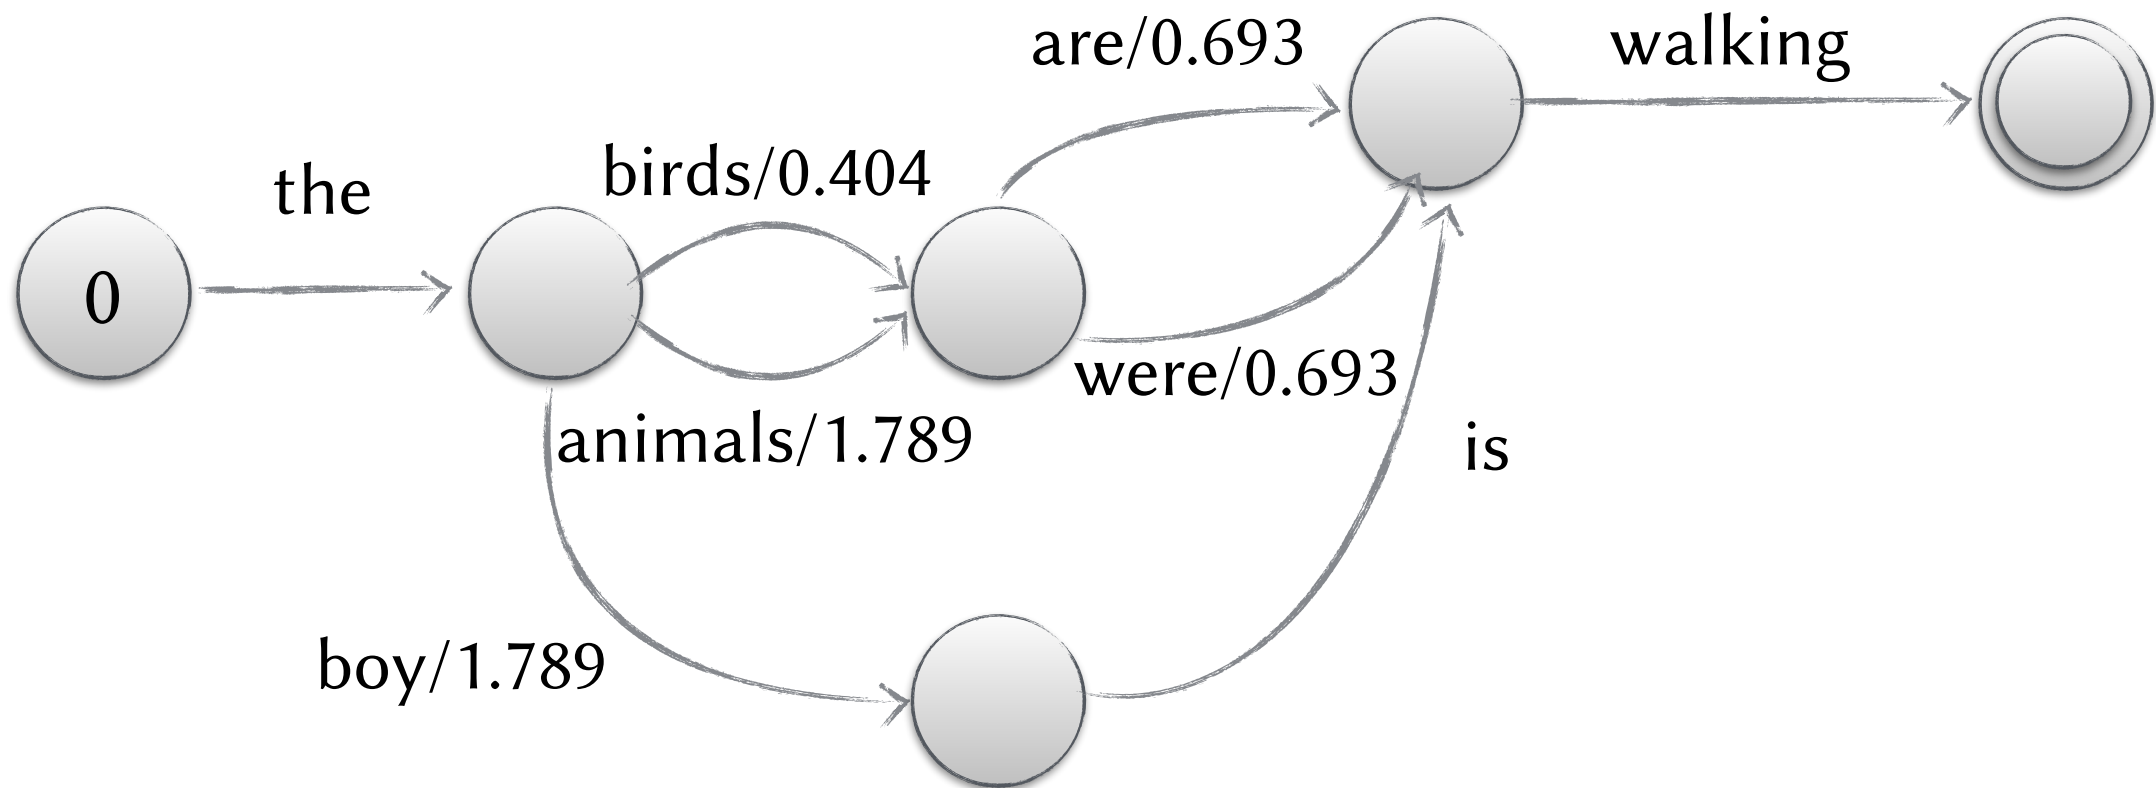 are/0.693
walking
birds/0.404
the
0
were/0.693
animals/1.789
is
boy/1.789